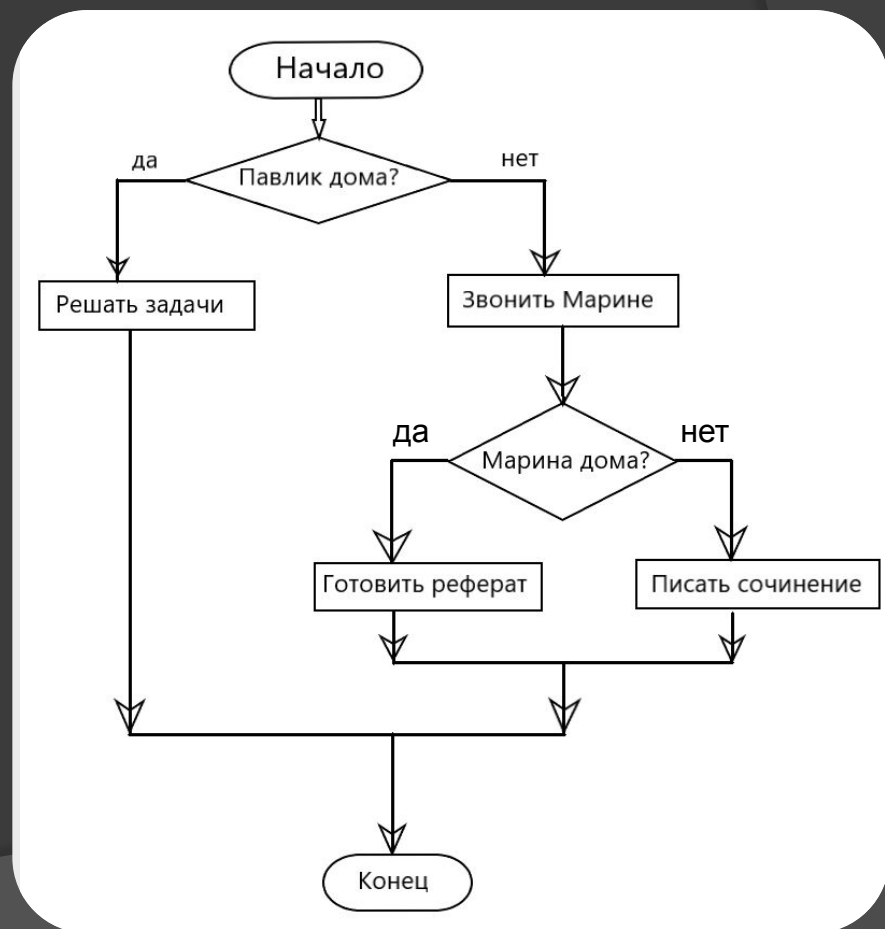 Начало
да
нет
Павлик дома?
Решать задачи
Звонить Марине
да
нет
Марина дома?
Готовить реферат
Писать сочинение
Конец